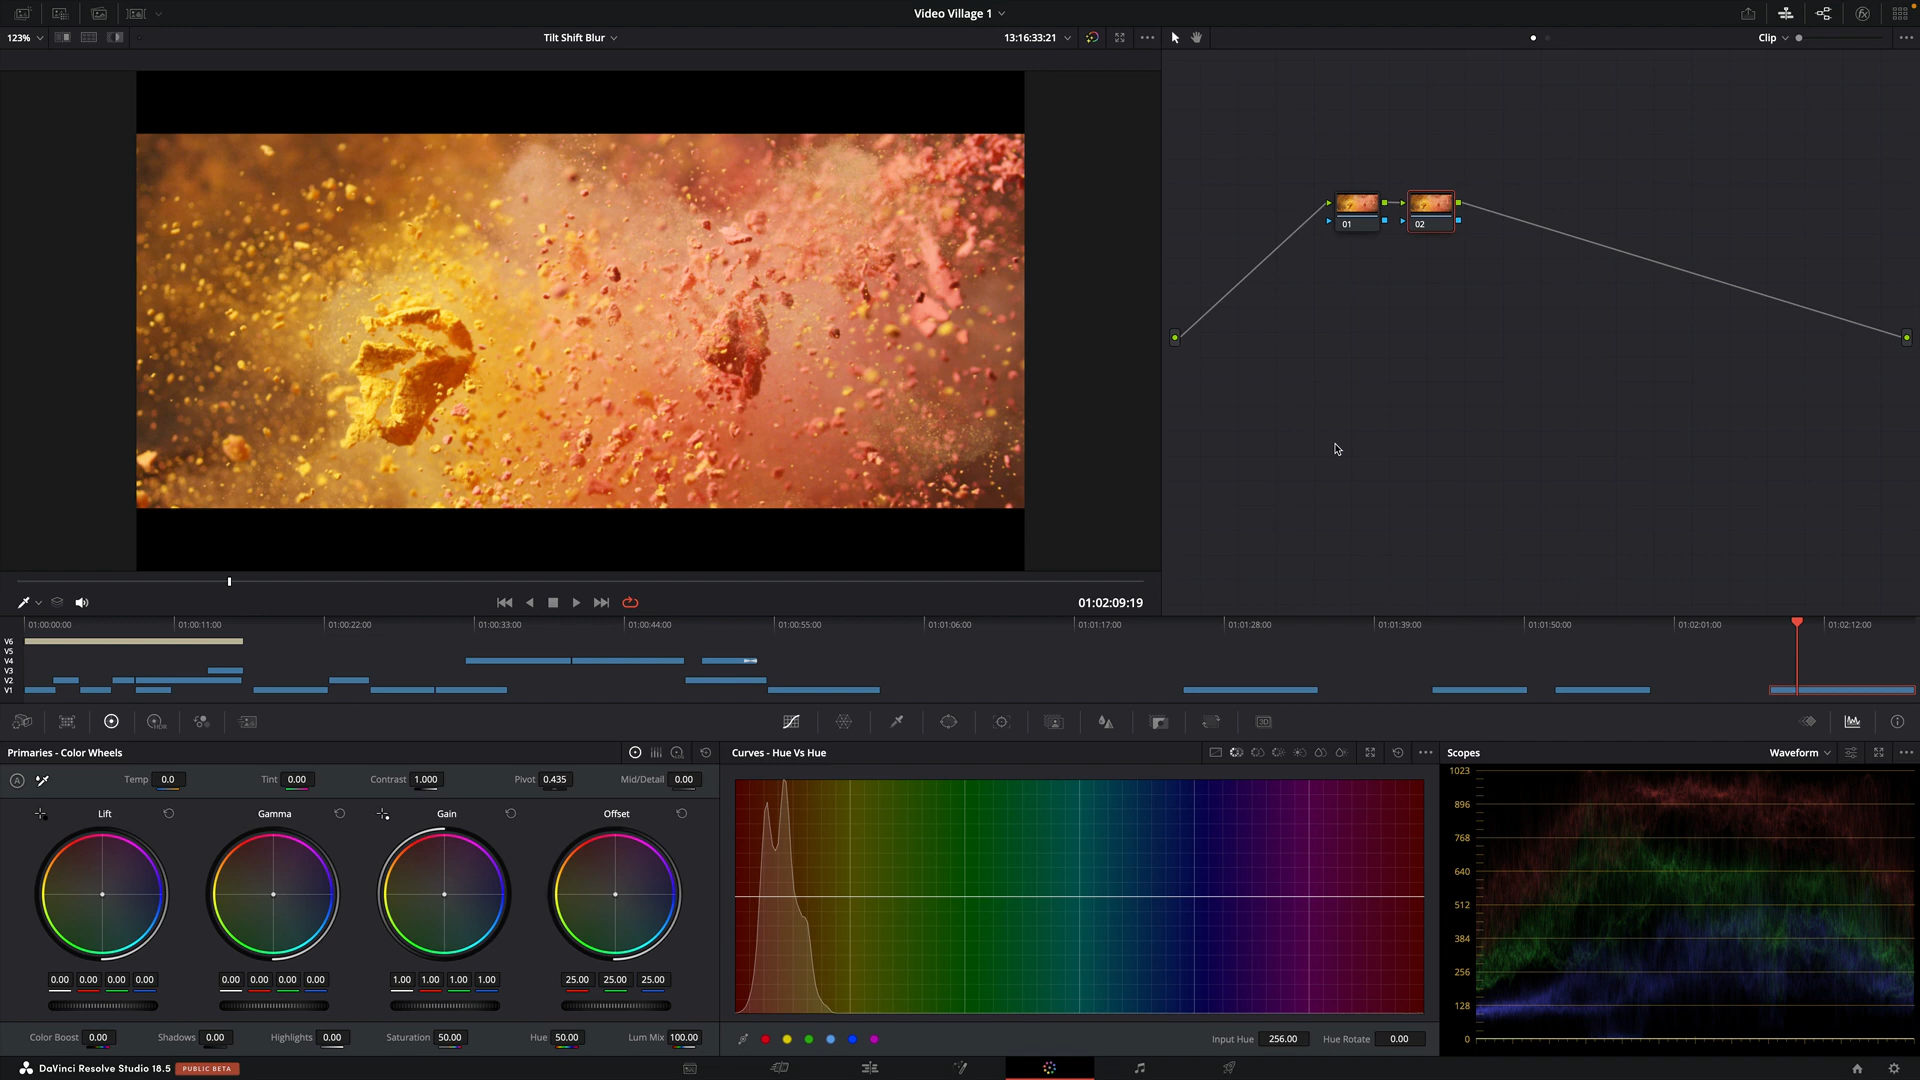 Video Village 1
123%
Tilt Shift Blur
13:16:33:21
Clip
01
02
01:02:09:19
01:00:00:00
01:00:11:00
01:00:22:00
01:00:33:00
01:00:44:00
01:00:55:00
01:01:06:00
01:01:17:00
01:01:28:00
01:01:39:00
01:01:50:00
01:02:01:00
01:02:12:00
V6
V5
V4
V3
V2
V1
HDR
3D
Primaries - Color Wheels
Curves - Hue Vs Hue
Scopes
Waveform
A
Temp 0.0
Tint 0.00
Contrast 1.000
Pivot 0.435
Mid/Detail 0.00
Lift
Gamma
Gain
Offset
0.00 0.00 0.00 0.00
0.00 0.00 0.00 0.00
1.00 1.00 1.00 1.00
25.00 25.00 25.00
Color Boost 0.00
Shadows 0.00
Highlights 0.00
Saturation 50.00
Hue 50.00
Lum Mix 100.00
Input Hue 256.00
Hue Rotate 0.00
1023
896
768
640
512
384
256
128
0
DaVinci Resolve Studio 18.5
PUBLIC BETA